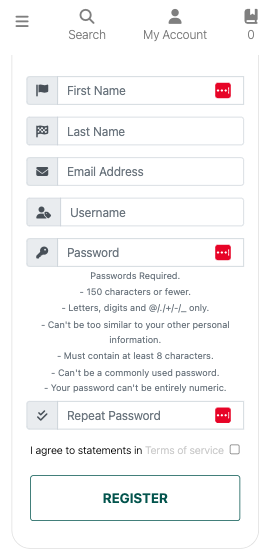 Search My Account 0
First Name
Last Name
Email Address
Username
Password
Passwords Required.
- 150 characters or fewer.
- Letters, digits and @/./+/-/_ only.
- Can't be too similar to your other personal
information.
- Must contain at least 8 characters.
- Can't be a commonly used password.
- Your password can't be entirely numeric.
Repeat Password
I agree to statements in Terms of service
REGISTER